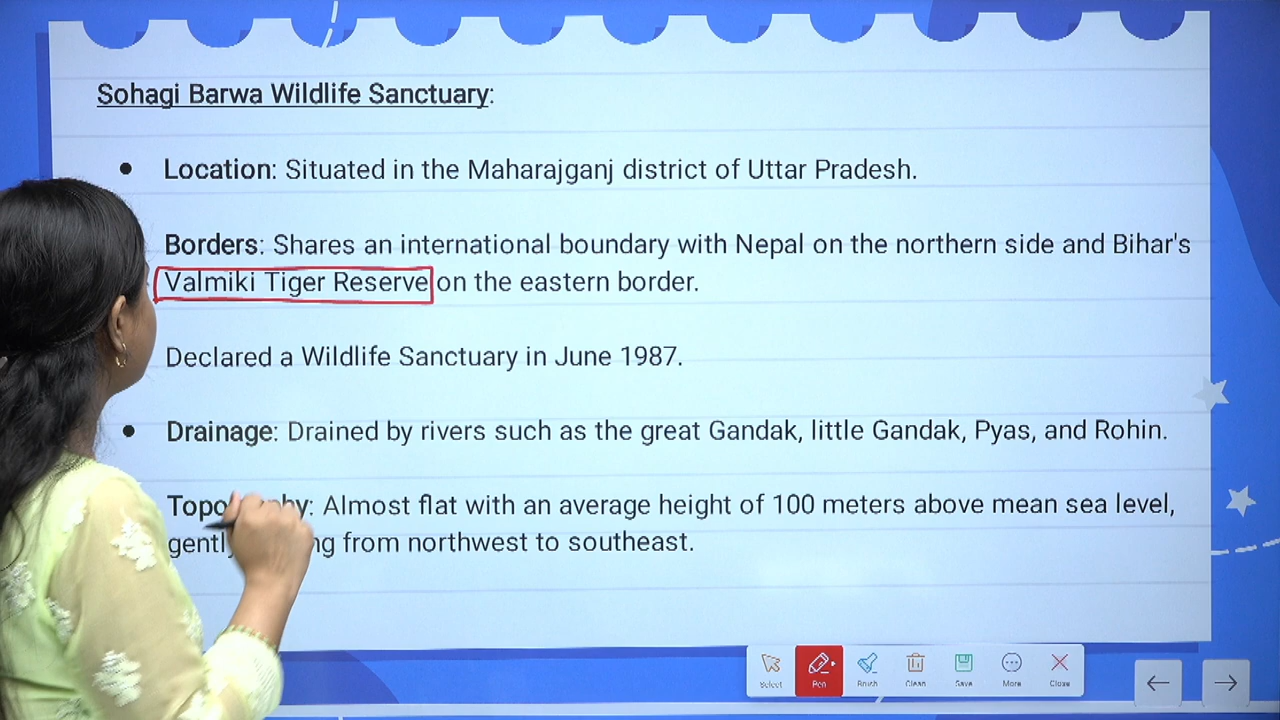 Sohagi Barwa Wildlife Sanctuary:
Location: Situated in the Maharajganj district of Uttar Pradesh.
Borders: Shares an international boundary with Nepal on the northern side and Bihar's
Valmiki Tiger Reserve on the eastern border.
Declared a Wildlife Sanctuary in June 1987.
Drainage: Drained by rivers such as the great Gandak, little Gandak, Pyas, and Rohin.
: Almost flat with an average height of 100 meters above mean sea level,
from northwest to southeast.
Select Pen Brush Clean Save More Close